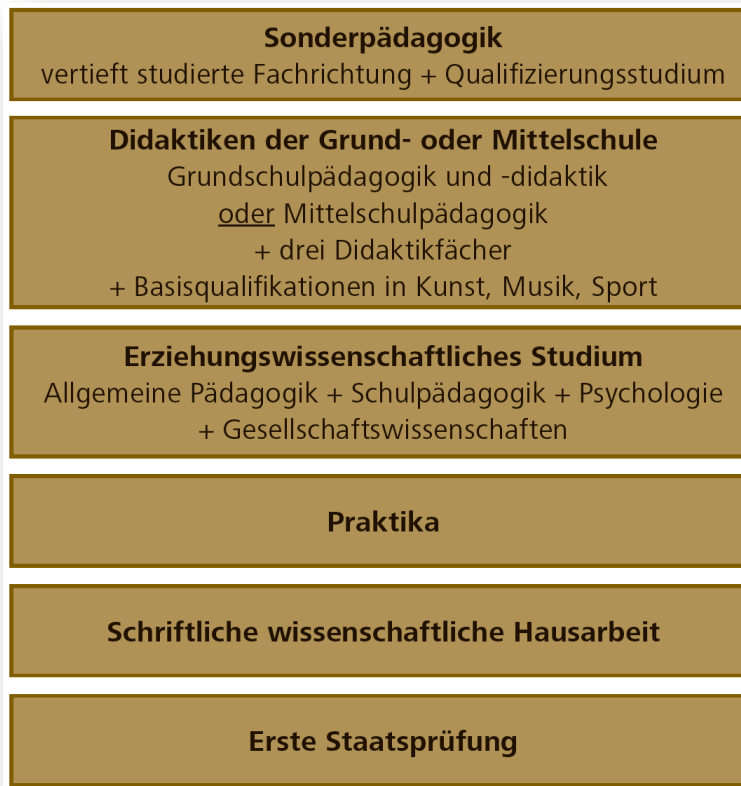 Sonderpädagogik
vertieft studierte Fachrichtung + Qualifizierungsstudium
Didaktiken der Grund- oder Mittelschule
Grundschulpädagogik und -didaktik
oder Mittelschulpädagogik
+ drei Didaktikfächer
+ Basisqualifikationen in Kunst, Musik, Sport
Erziehungswissenschaftliches Studium
Allgemeine Pädagogik + Schulpädagogik + Psychologie
+ Gesellschaftswissenschaften
Praktika
Schriftliche wissenschaftliche Hausarbeit
Erste Staatsprüfung